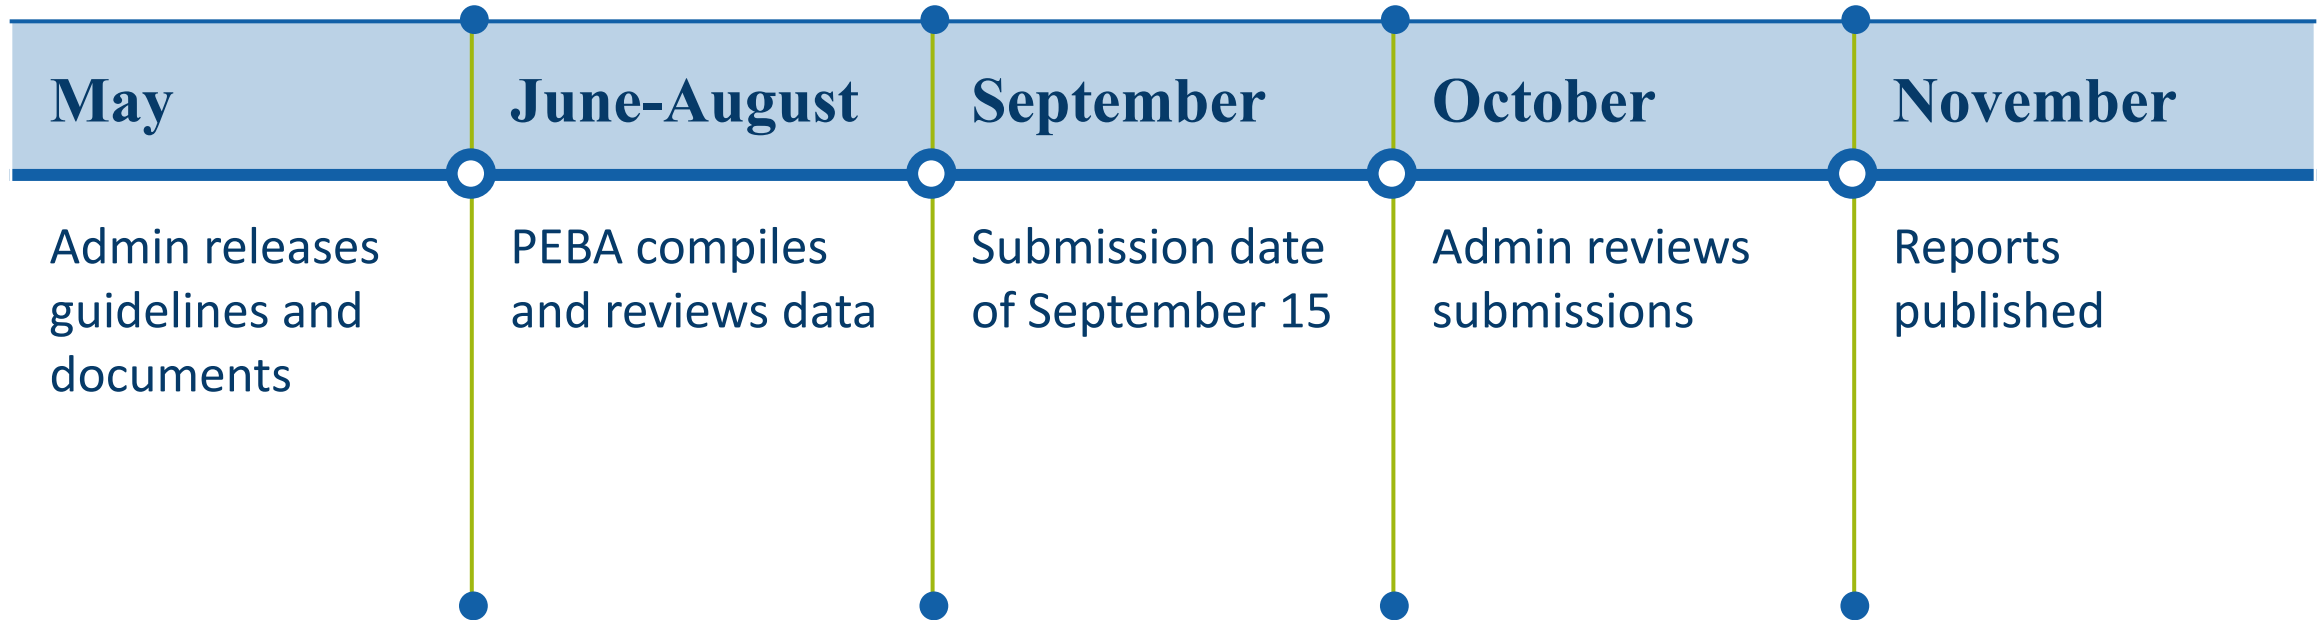 May
June-August
September
October
November
Admin releases
guidelines and
documents
PEBA compiles
and reviews data
Submission date
of September 15
Admin reviews
submissions
Reports
published